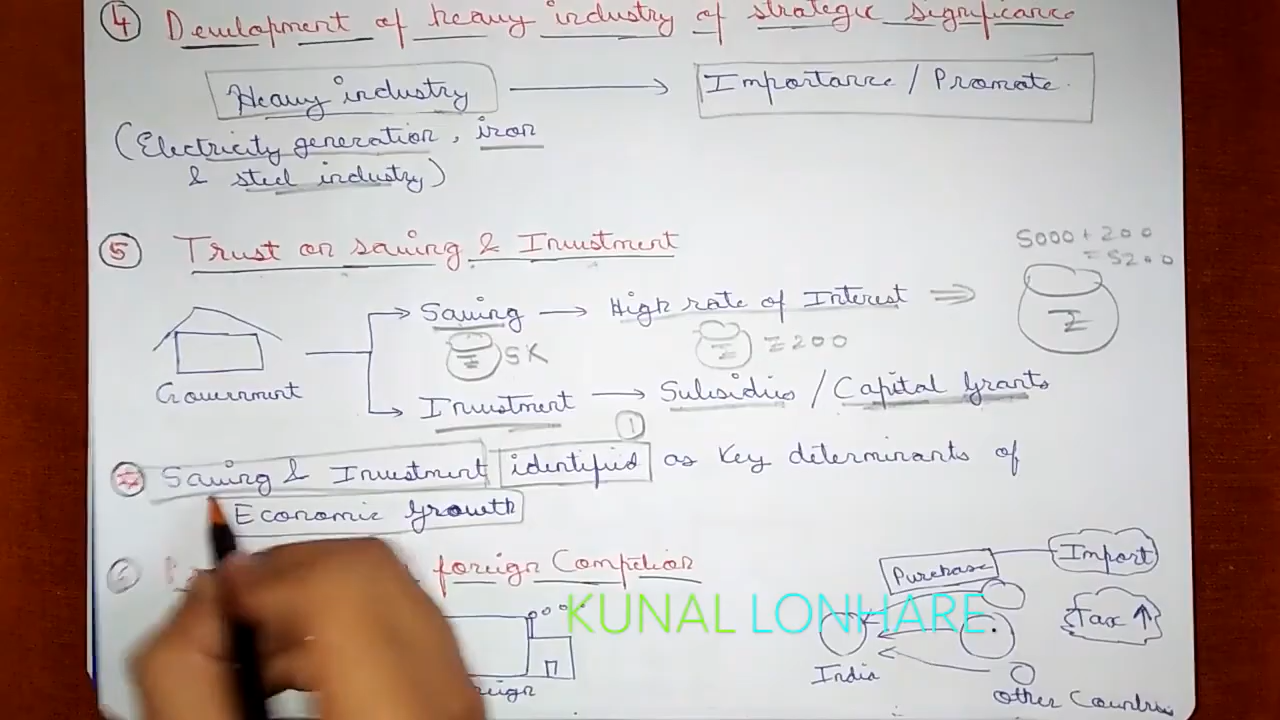 ④ Development of heavy industry of strategic significance
Heavy industry → Importance / Promote
(Electricity generation, iron
& steel industry)
⑤ Trust on saving & Investment
5000 + 200
= 5200
Saving → High rate of Interest ⇒
5K
₹200
Government
Investment → Subsidies / Capital Grants
①
Saving & Investment identified as key determinants of
Economic Growth
foreign Comption
Purchase
Import
Tax ↑
KUNAL LONHARE
India
Other Countries